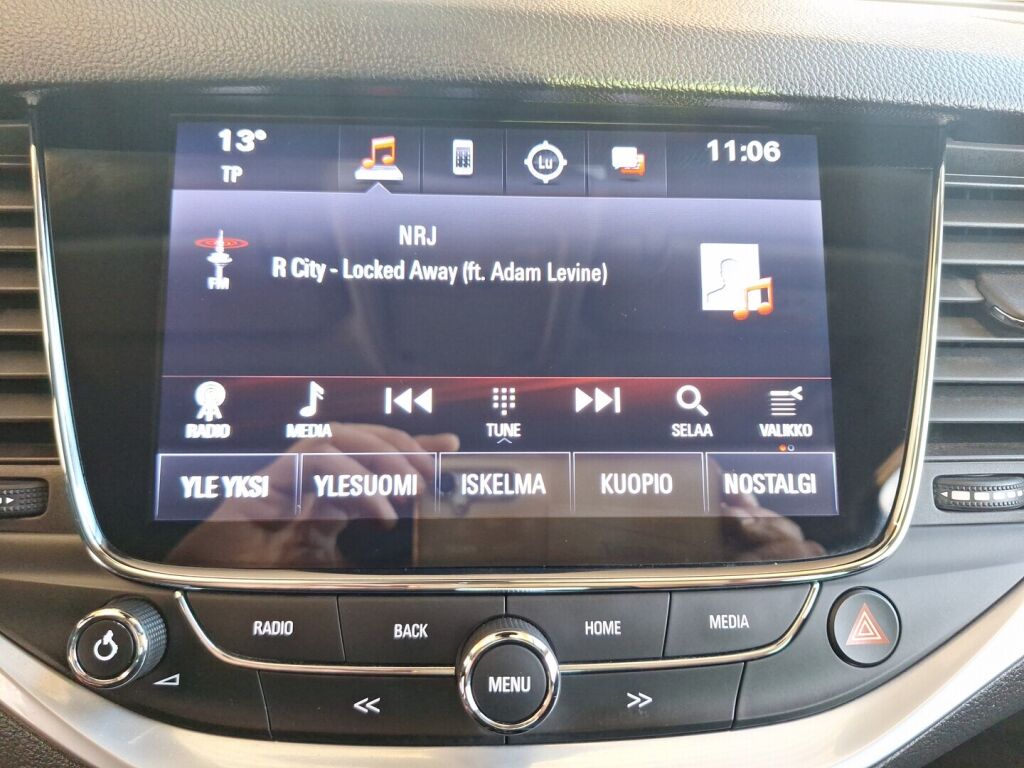 13°
TP
Lu
11:06
NRJ
R City - Locked Away (ft. Adam Levine)
FM
RADIO
MEDIA
TUNE
SELAA
VALIKKO
YLE YKSI
YLESUOMI
ISKELMA
KUOPIO
NOSTALGI
RADIO
BACK
HOME
MEDIA
MENU